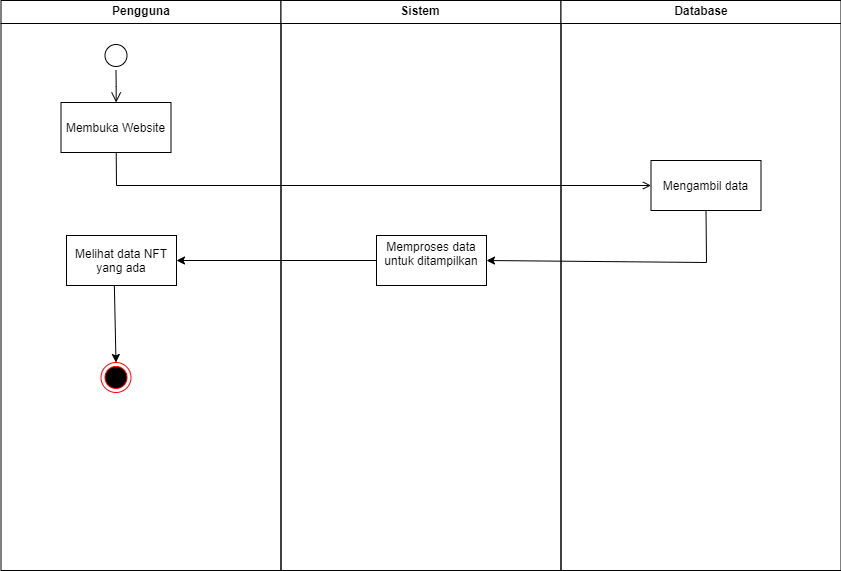 Pengguna
Sistem
Database
Membuka Website
Mengambil data
Melihat data NFT
yang ada
Memproses data
untuk ditampilkan